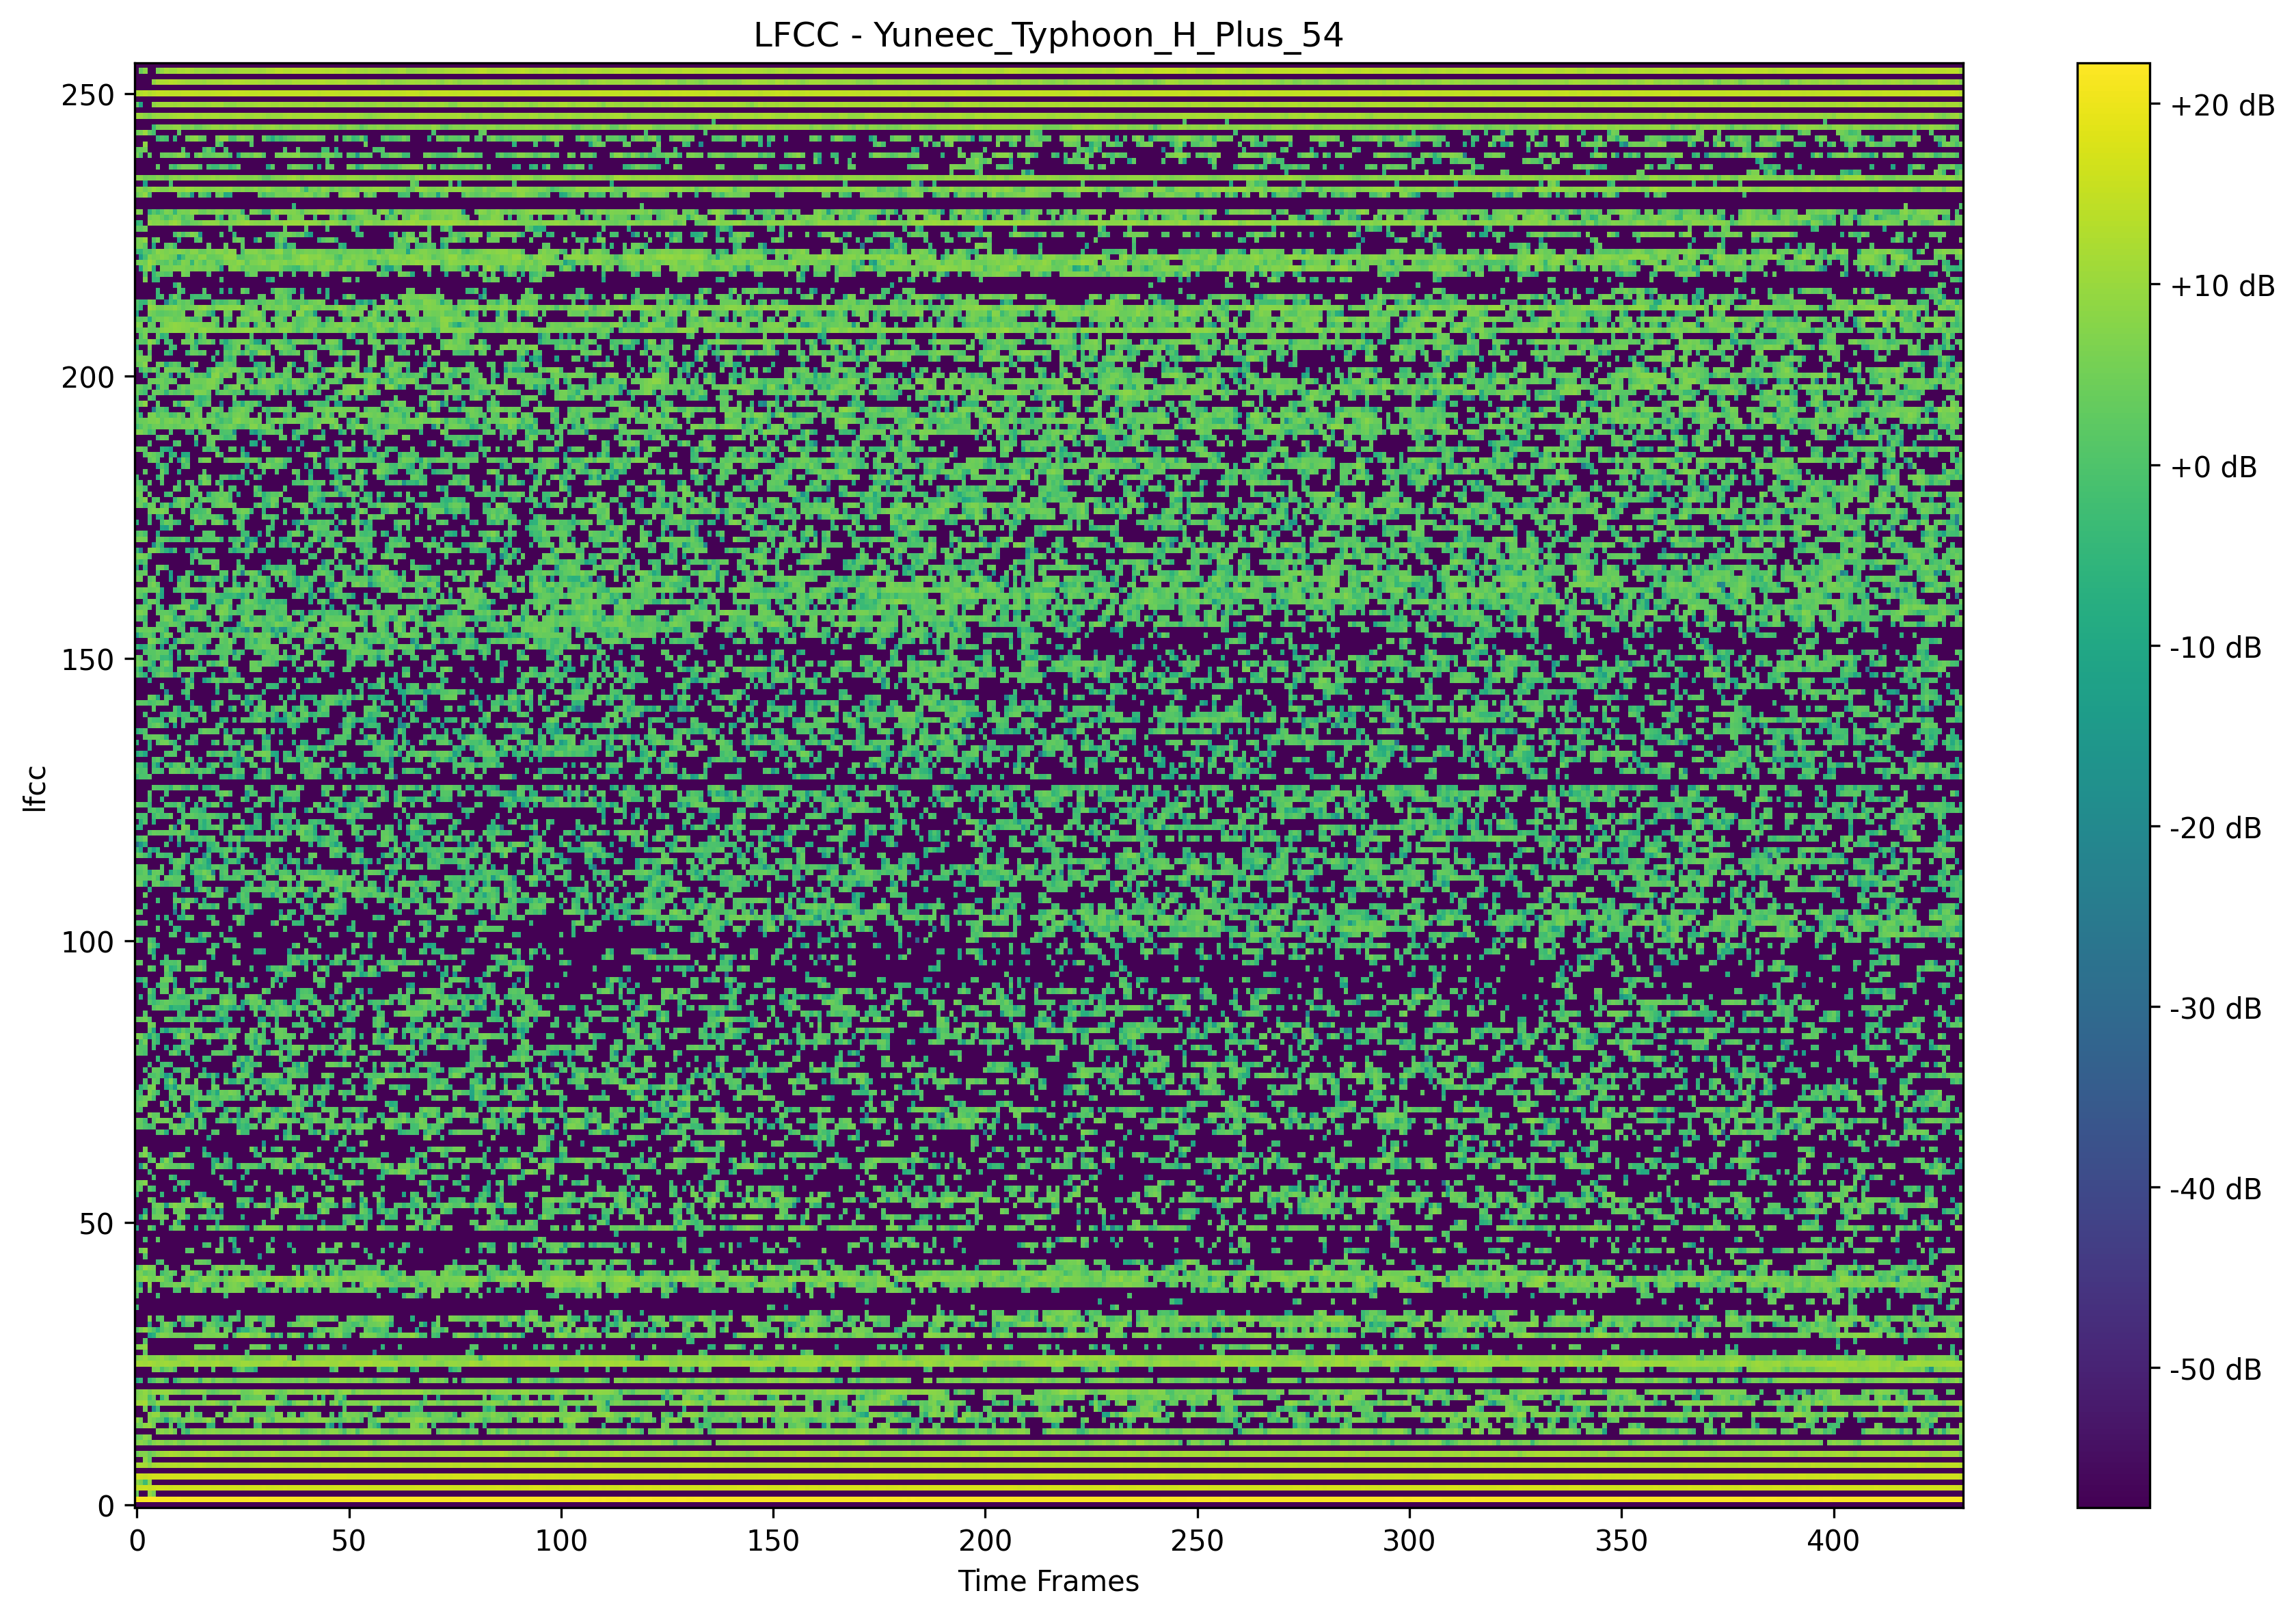 LFCC - Yuneec_Typhoon_H_Plus_54
250
200
150
100
50
0
lfcc
0 50 100 150 200 250 300 350 400
Time Frames
+20 dB
+10 dB
+0 dB
-10 dB
-20 dB
-30 dB
-40 dB
-50 dB